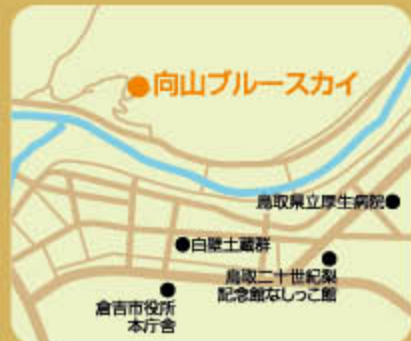 向山ブルースカイ
鳥取県立厚生病院
白壁土蔵群
鳥取二十世紀梨
記念館なしっこ館
倉吉市役所
本庁舎